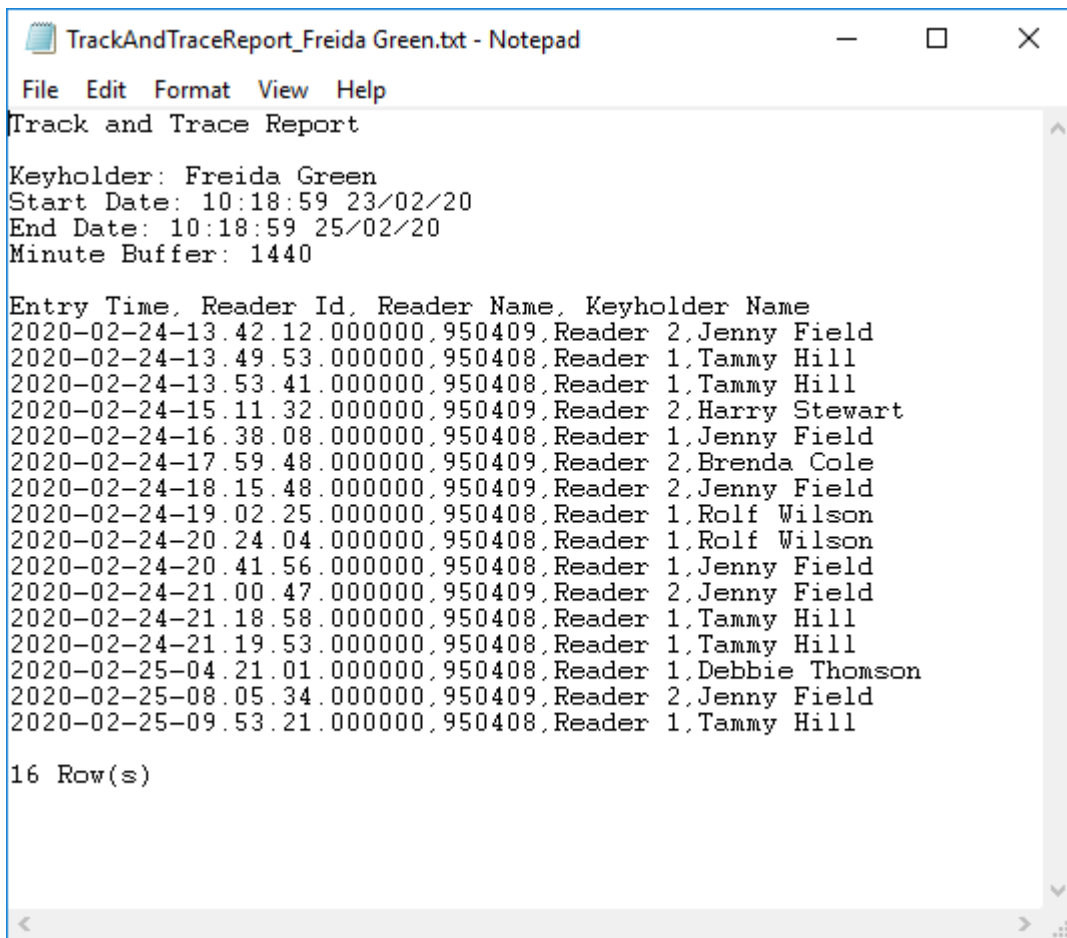 TrackAndTraceReport_Freida Green.txt - Notepad
File Edit Format View Help
Track and Trace Report
Keyholder: Freida Green
Start Date: 10:18:59 23/02/20
End Date: 10:18:59 25/02/20
Minute Buffer: 1440
Entry Time, Reader Id, Reader Name, Keyholder Name
2020-02-24-13.42.12.000000,950409,Reader 2,Jenny Field
2020-02-24-13.49.53.000000,950408,Reader 1,Tammy Hill
2020-02-24-13.53.41.000000,950408,Reader 1,Tammy Hill
2020-02-24-15.11.32.000000,950409,Reader 2,Harry Stewart
2020-02-24-16.38.08.000000,950408,Reader 1,Jenny Field
2020-02-24-17.59.48.000000,950409,Reader 2,Brenda Cole
2020-02-24-18.15.48.000000,950409,Reader 2,Jenny Field
2020-02-24-19.02.25.000000,950408,Reader 1,Rolf Wilson
2020-02-24-20.24.04.000000,950408,Reader 1,Rolf Wilson
2020-02-24-20.41.56.000000,950408,Reader 1,Jenny Field
2020-02-24-21.00.47.000000,950409,Reader 2,Jenny Field
2020-02-24-21.18.58.000000,950408,Reader 1,Tammy Hill
2020-02-24-21.19.53.000000,950408,Reader 1,Tammy Hill
2020-02-25-04.21.01.000000,950408,Reader 1,Debbie Thomson
2020-02-25-08.05.34.000000,950409,Reader 2,Jenny Field
2020-02-25-09.53.21.000000,950408,Reader 1,Tammy Hill
16 Row(s)